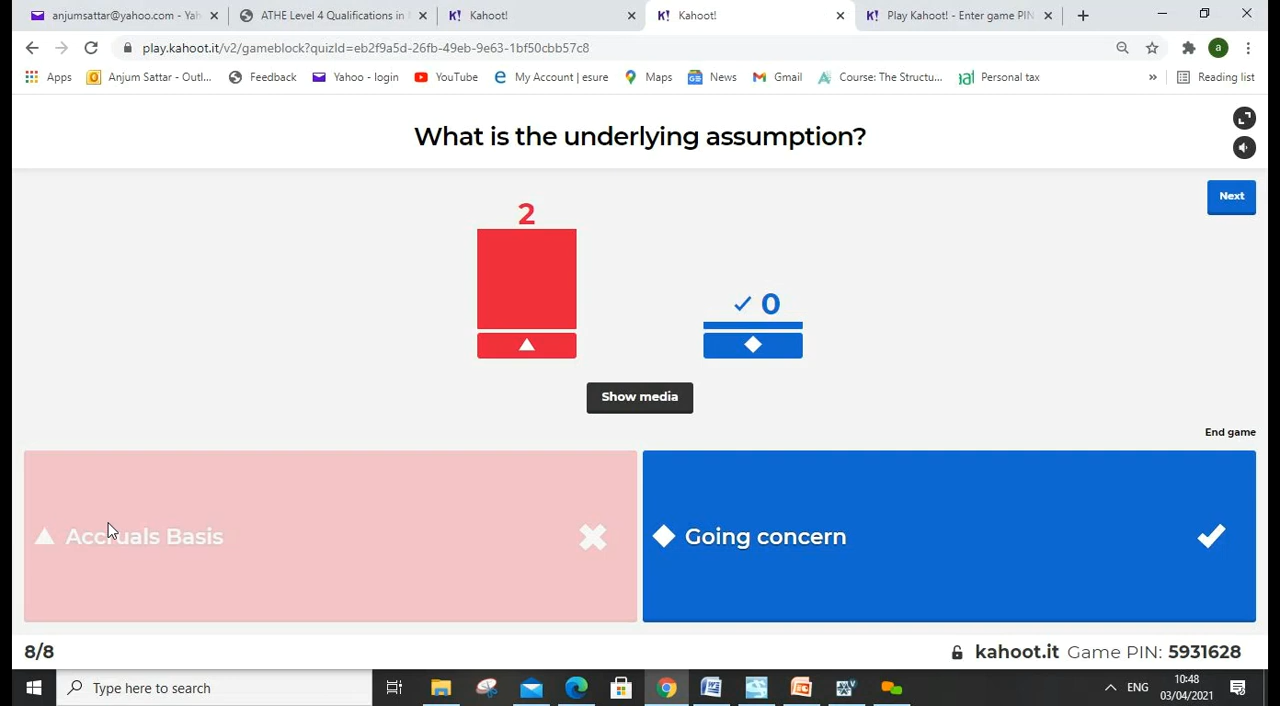 anjumsattar@yahoo.com - Yah
ATHE Level 4 Qualifications in
Kahoot!
Kahoot!
Play Kahoot! - Enter game PIN
play.kahoot.it/v2/gameblock?quizId=eb2f9a5d-26fb-49eb-9e63-1bf50cbb57c8
a
Apps
Anjum Sattar - Outl...
Feedback
Yahoo - login
YouTube
My Account | esure
Maps
News
Gmail
Course: The Structu...
Personal tax
»
Reading list
What is the underlying assumption?
Next
2
0
Show media
End game
Accruals Basis
Going concern
8/8
kahoot.it Game PIN: 5931628
Type here to search
ENG
10:48
03/04/2021